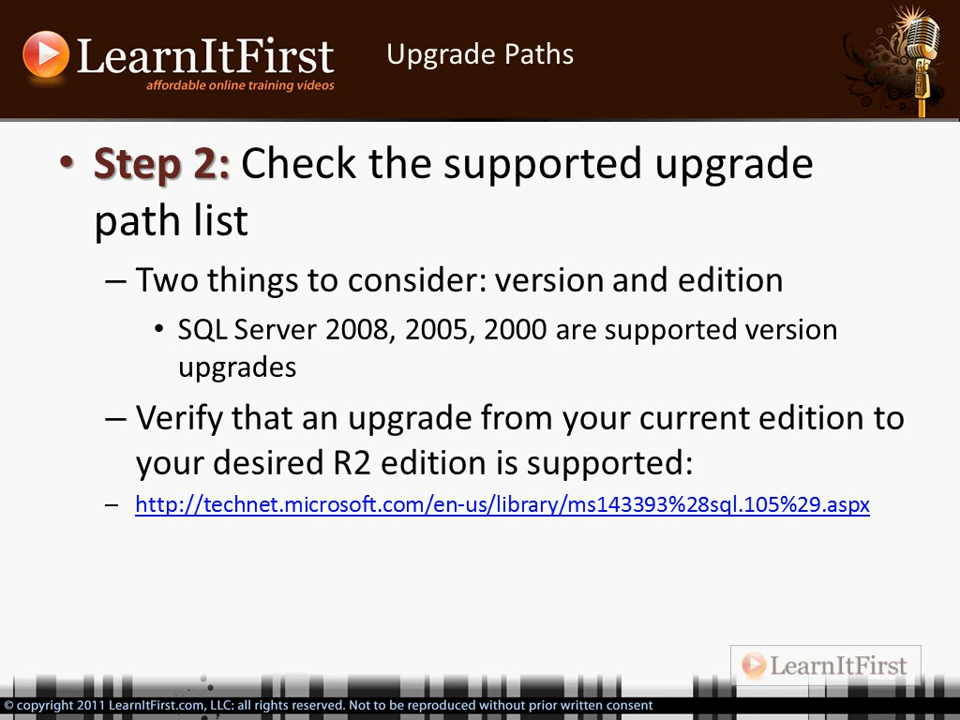 LearnItFirst
affordable online training videos
Upgrade Paths
• Step 2: Check the supported upgrade
path list
– Two things to consider: version and edition
• SQL Server 2008, 2005, 2000 are supported version
upgrades
– Verify that an upgrade from your current edition to
your desired R2 edition is supported:
– http://technet.microsoft.com/en-us/library/ms143393%28sql.105%29.aspx
LearnItFirst
© copyright 2011 LearnItFirst.com, LLC: all rights reserved. Not to be reproduced without prior written consent